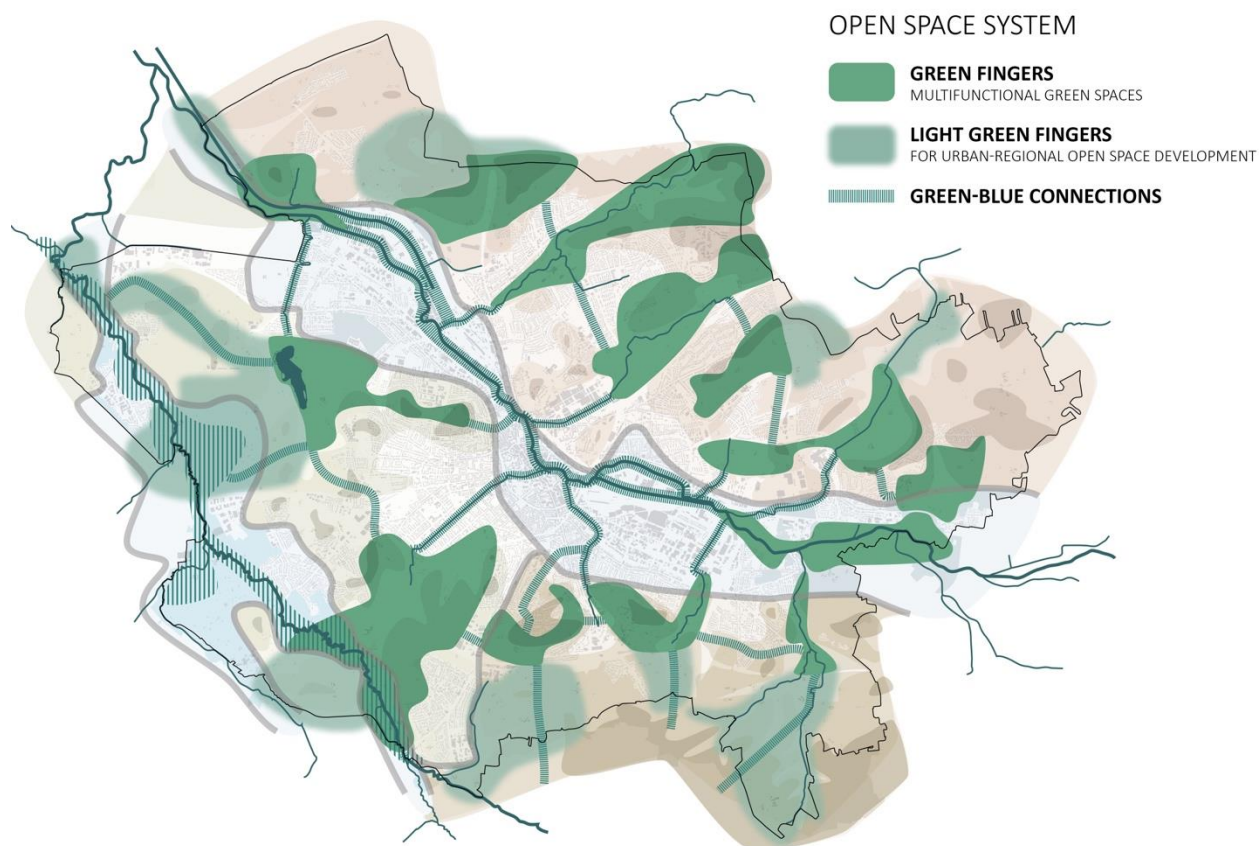 OPEN SPACE SYSTEM
GREEN FINGERS
MULTIFUNCTIONAL GREEN SPACES
LIGHT GREEN FINGERS
FOR URBAN-REGIONAL OPEN SPACE DEVELOPMENT
GREEN-BLUE CONNECTIONS